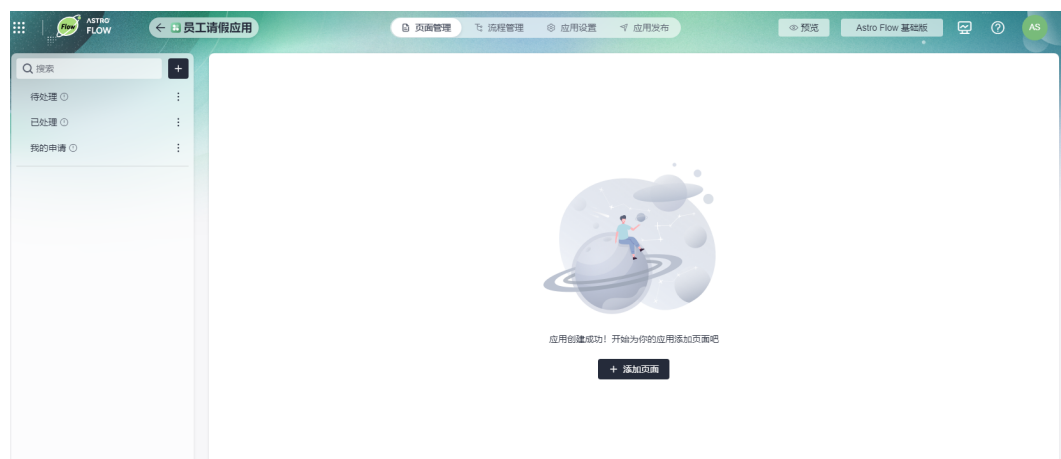 Flow ASTRO FLOW
员工请假应用
页面管理 流程管理 应用设置 应用发布
预览 Astro Flow 基础版 AS
搜索
待处理
已处理
我的申请
应用创建成功！开始为你的应用添加页面吧
+ 添加页面